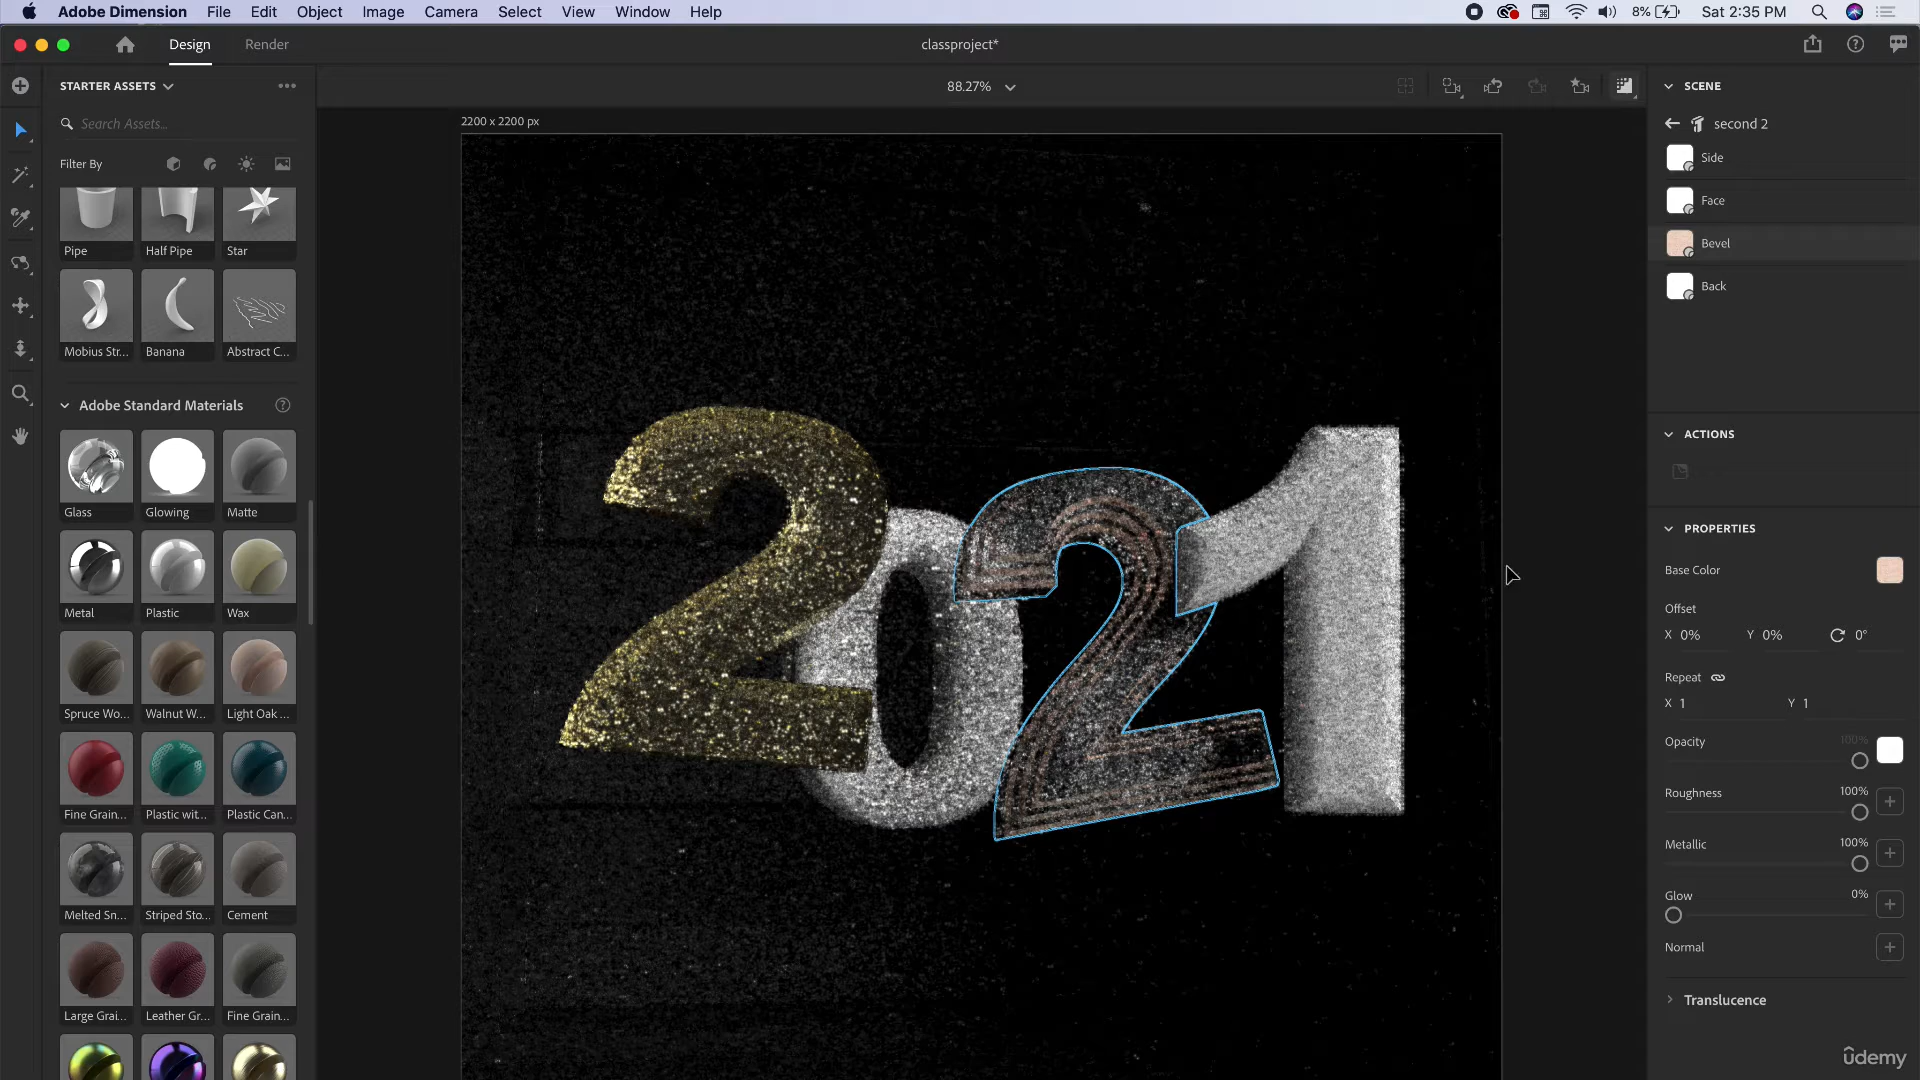 Adobe Dimension File Edit Object Image Camera Select View Window Help 8% Sat 2:35 PM
Design Render classproject*
STARTER ASSETS 88.27% SCENE
Search Assets... 2200 x 2200 px second 2
Filter By Side
Face
Pipe Half Pipe Star Bevel
Back
Mobius Str... Banana Abstract C...
Adobe Standard Materials ACTIONS
Glass Glowing Matte PROPERTIES
Base Color
Metal Plastic Wax Offset
X 0% Y 0% 0°
Repeat
Spruce Wo... Walnut W... Light Oak ... X 1 Y 1
Opacity 100%
Fine Grain... Plastic wit... Plastic Can... Roughness 100%
Metallic 100%
Melted Sn... Striped Sto... Cement Glow 0%
Normal
Large Grai... Leather Gr... Fine Grain... Translucence
2021
ûdemy